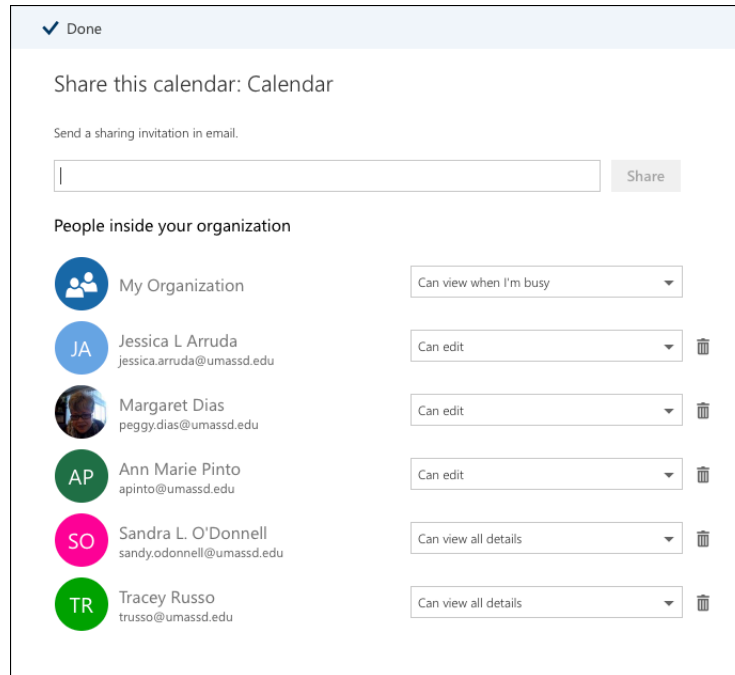 Done
Share this calendar: Calendar
Send a sharing invitation in email.
Share
People inside your organization
My Organization
Can view when I'm busy
JA
Jessica L Arruda
jessica.arruda@umassd.edu
Can edit
Margaret Dias
peggy.dias@umassd.edu
Can edit
AP
Ann Marie Pinto
apinto@umassd.edu
Can edit
SO
Sandra L. O'Donnell
sandy.odonnell@umassd.edu
Can view all details
TR
Tracey Russo
trusso@umassd.edu
Can view all details